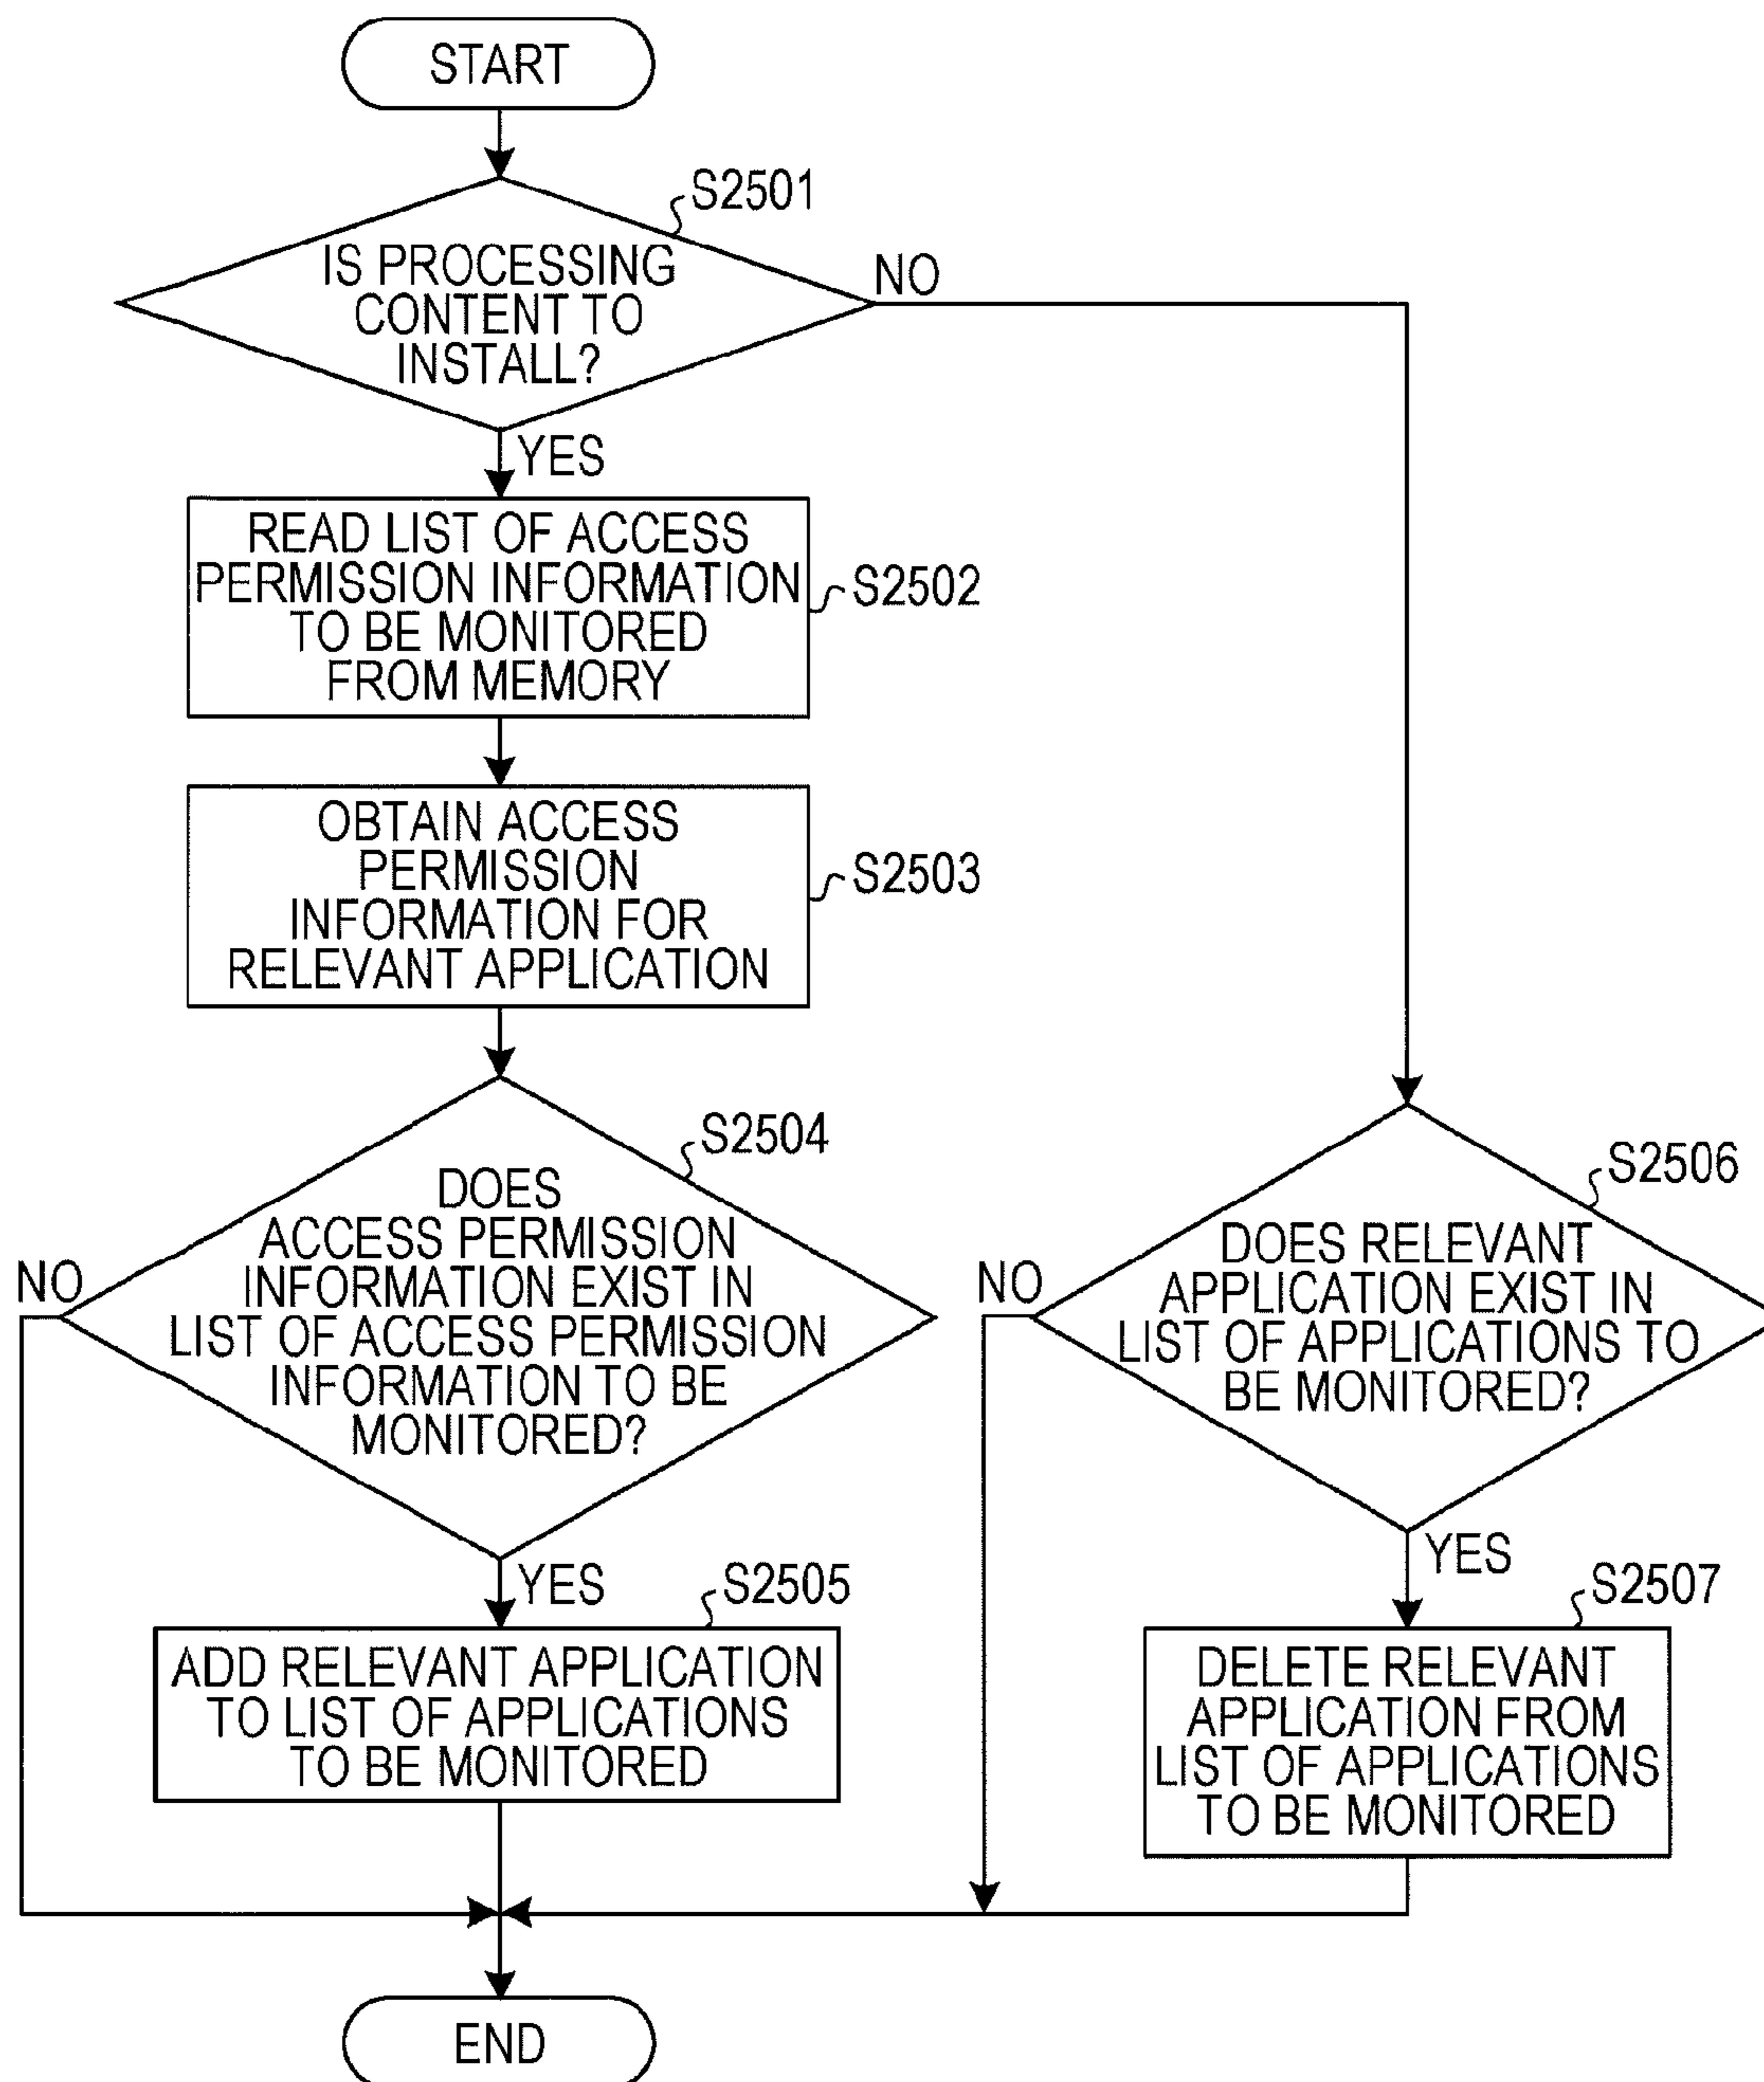 START
S2501
IS PROCESSING
CONTENT TO
INSTALL?
NO
YES
READ LIST OF ACCESS
PERMISSION INFORMATION
TO BE MONITORED
FROM MEMORY
S2502
OBTAIN ACCESS
PERMISSION
INFORMATION FOR
RELEVANT APPLICATION
S2503
S2504
DOES
ACCESS PERMISSION
INFORMATION EXIST IN
LIST OF ACCESS PERMISSION
INFORMATION TO BE
MONITORED?
NO
YES
S2505
ADD RELEVANT APPLICATION
TO LIST OF APPLICATIONS
TO BE MONITORED
S2506
DOES RELEVANT
APPLICATION EXIST IN
LIST OF APPLICATIONS TO
BE MONITORED?
NO
YES
S2507
DELETE RELEVANT
APPLICATION FROM
LIST OF APPLICATIONS
TO BE MONITORED
END